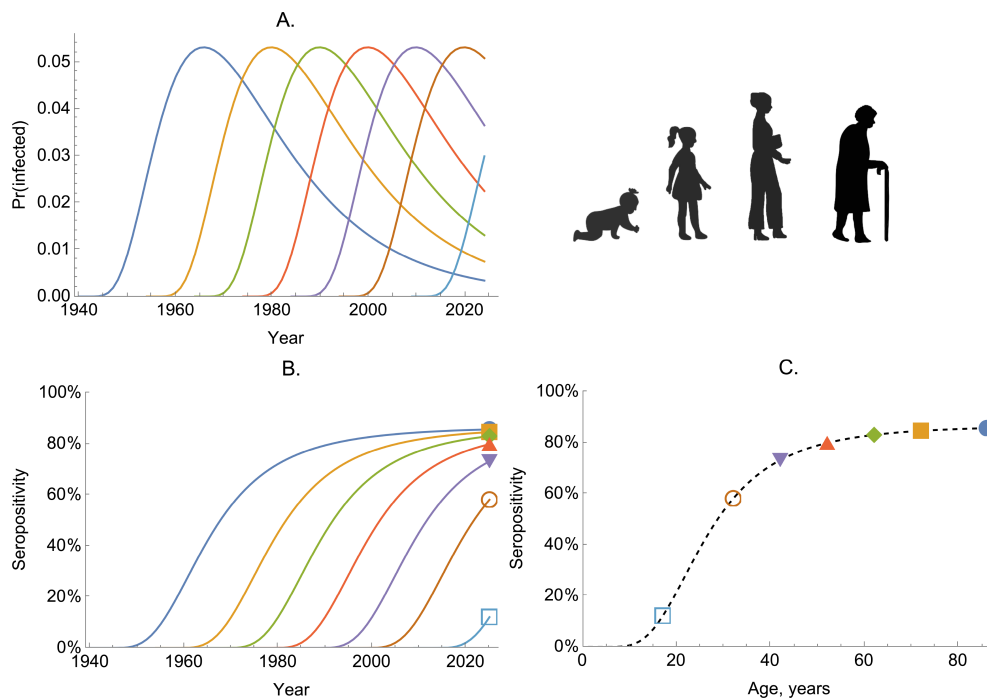 A.
Pr(infected)
0.05
0.04
0.03
0.02
0.01
0.00
1940 1960 1980 2000 2020
Year
B.
Seropositivity
100%
80%
60%
40%
20%
0%
1940 1960 1980 2000 2020
Year
C.
Seropositivity
100%
80%
60%
40%
20%
0%
0 20 40 60 80
Age, years